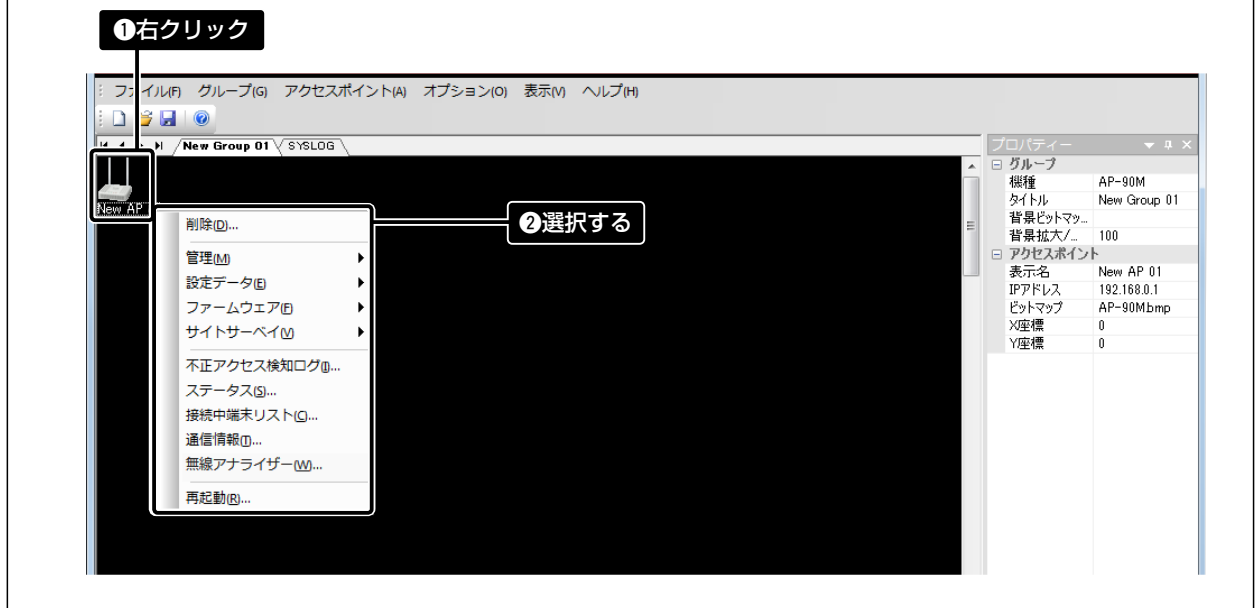 ❶右クリック
ファイル(F) グループ(G) アクセスポイント(A) オプション(O) 表示(V) ヘルプ(H)
New Group 01 SYSLOG
New AP
❷選択する
削除(D)...
管理(M)
設定データ(E)
ファームウェア(F)
サイトサーベイ(V)
不正アクセス検知ログ(I)...
ステータス(S)...
接続中端末リスト(C)...
通信情報(T)...
無線アナライザー(W)...
再起動(R)...
プロパティー
グループ
機種 AP-90M
タイトル New Group 01
背景ビットマッ...
背景拡大/... 100
アクセスポイント
表示名 New AP 01
IPアドレス 192.168.0.1
ビットマップ AP-90M.bmp
X座標 0
Y座標 0